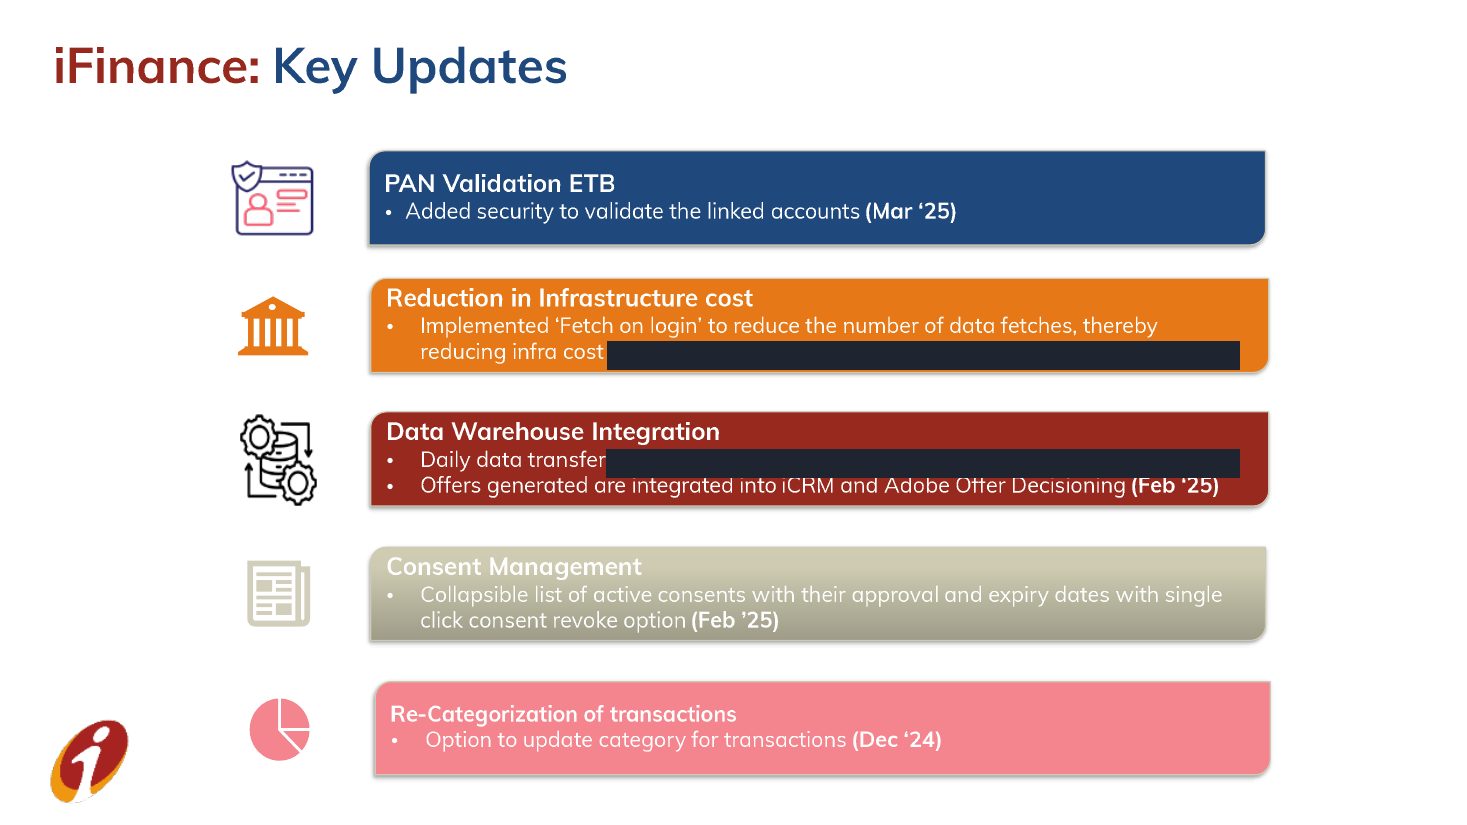 iFinance: Key Updates
PAN Validation ETB
• Added security to validate the linked accounts (Mar ‘25)
Reduction in Infrastructure cost
• Implemented ‘Fetch on login’ to reduce the number of data fetches, thereby
reducing infra cost
Data Warehouse Integration
• Daily data transfer
• Offers generated are integrated into iCRM and Adobe Offer Decisioning (Feb ‘25)
Consent Management
• Collapsible list of active consents with their approval and expiry dates with single
click consent revoke option (Feb ’25)
Re-Categorization of transactions
• Option to update category for transactions (Dec ‘24)